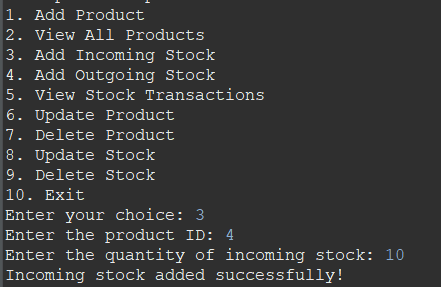 1. Add Product
2. View All Products
3. Add Incoming Stock
4. Add Outgoing Stock
5. View Stock Transactions
6. Update Product
7. Delete Product
8. Update Stock
9. Delete Stock
10. Exit
Enter your choice: 3
Enter the product ID: 4
Enter the quantity of incoming stock: 10
Incoming stock added successfully!